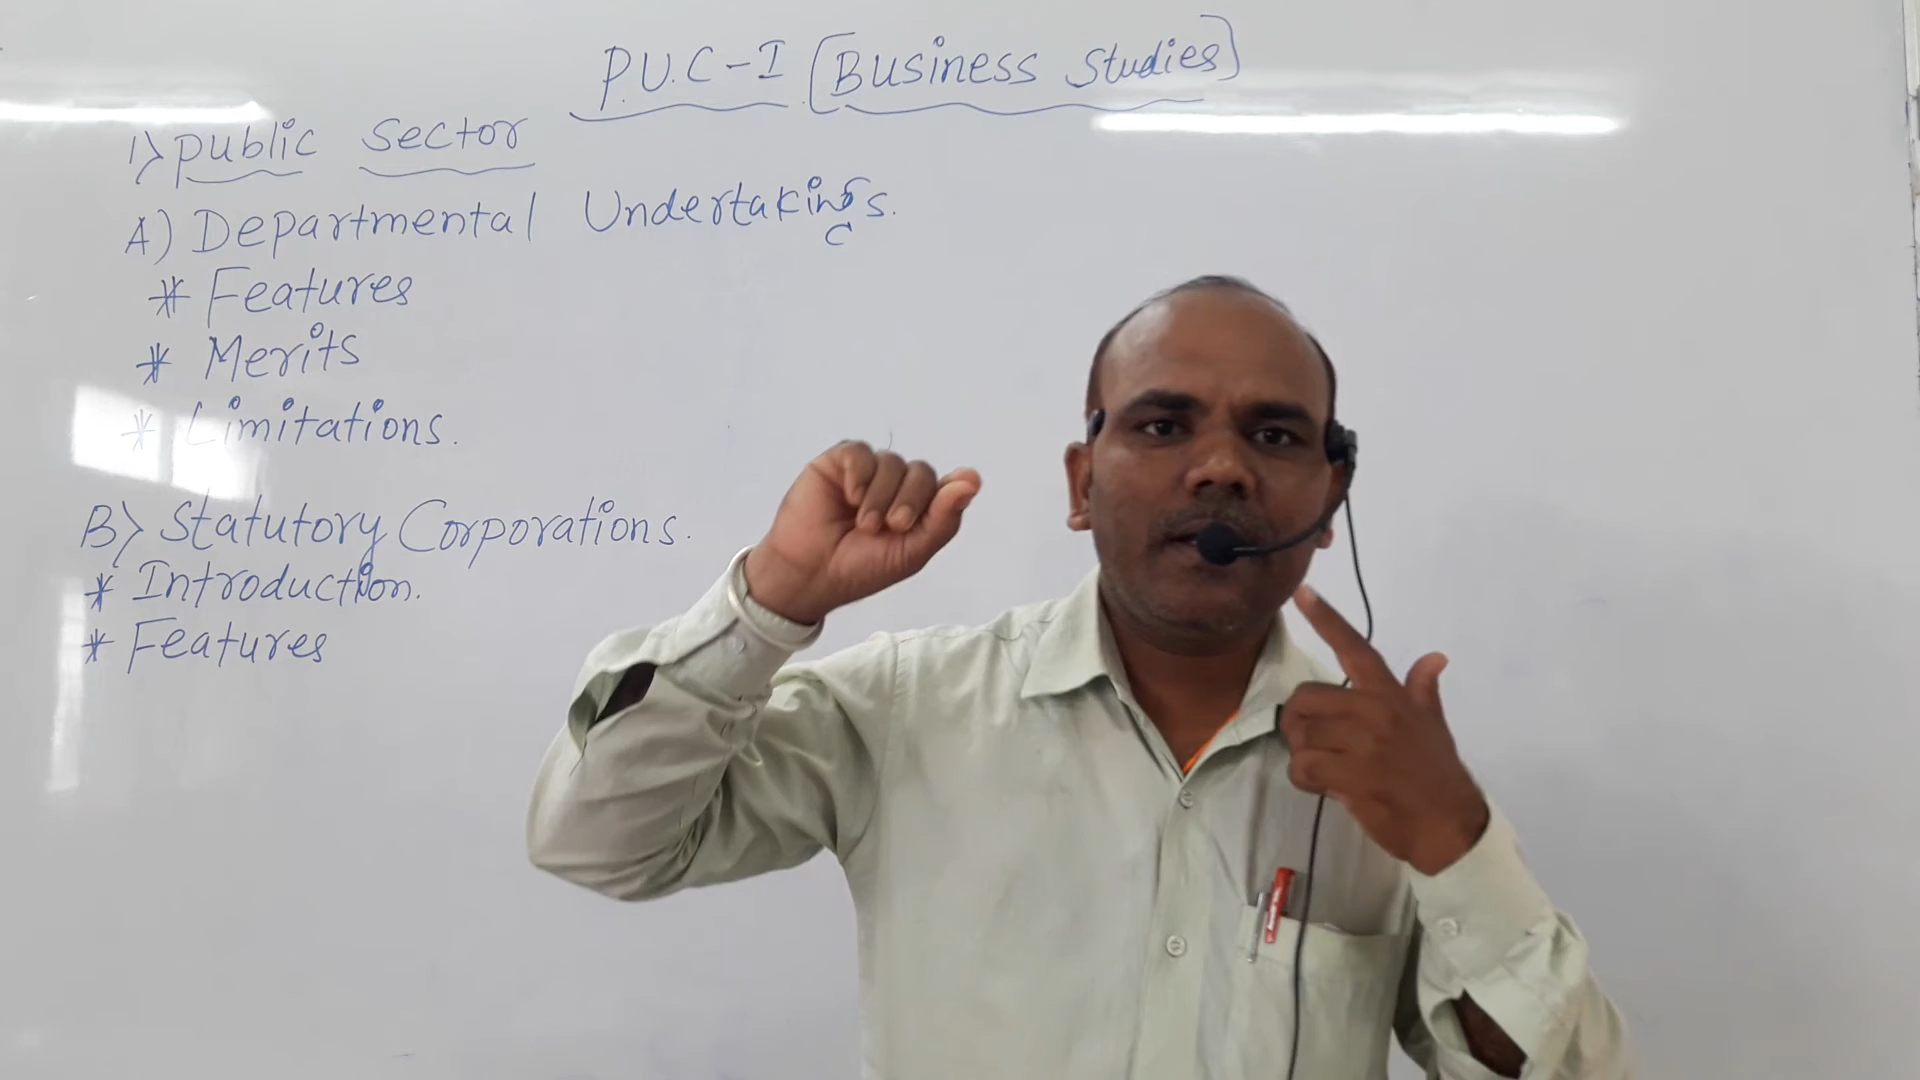 P.U.C-I [Business Studies]
1> Public Sector
A) Departmental Undertakings.
* Features
* Merits
* Limitations.
B> Statutory Corporations.
* Introduction.
* Features